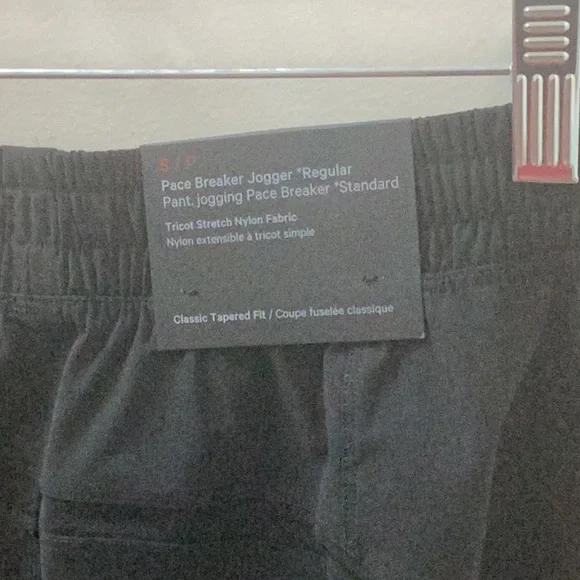 S / P
Pace Breaker Jogger *Regular
Pant. jogging Pace Breaker *Standard
Tricot Stretch Nylon Fabric
Nylon extensible à tricot simple
Classic Tapered Fit / Coupe fuselée classique